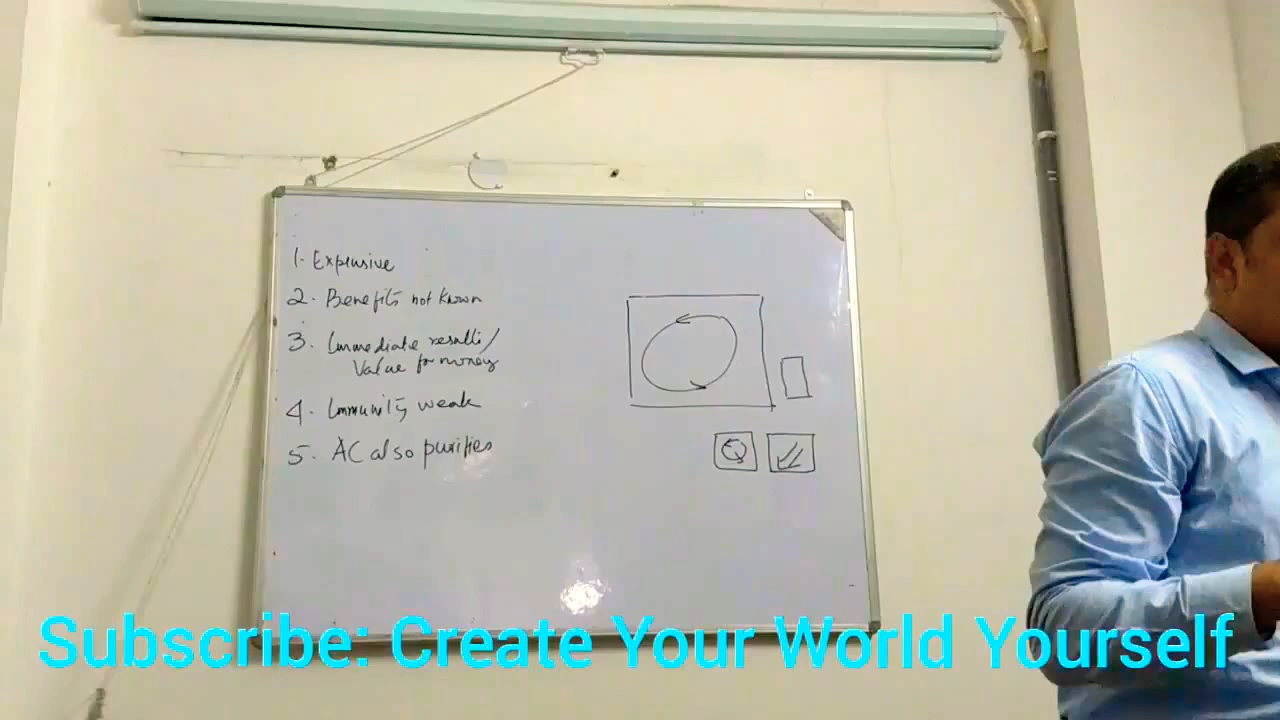 1. Expensive
2. Benefits not known
3. Immediate results/
Value for money
4. Immunity weak
5. AC also purifies
Subscribe: Create Your World Yourself